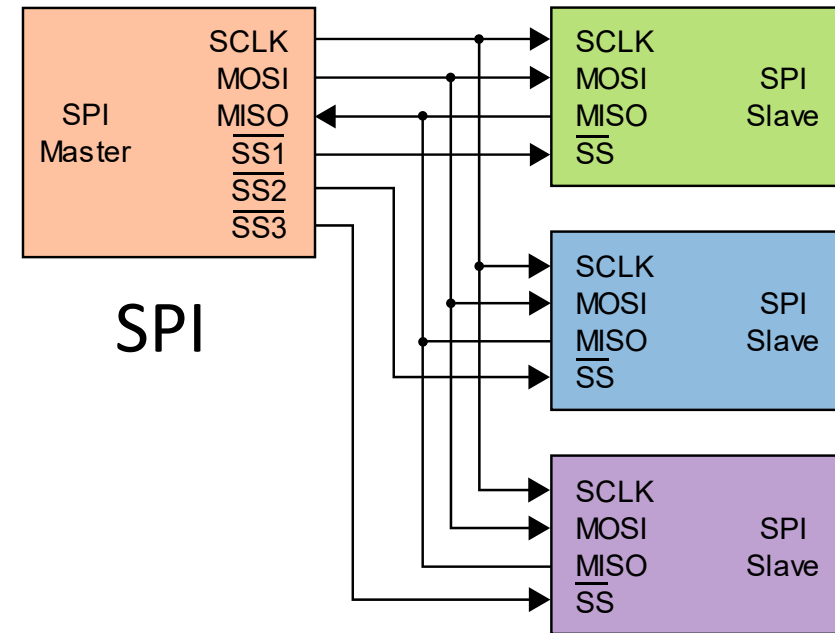 SPI
Master
SCLK
MOSI
MISO
SS1
SS2
SS3
SPI
SCLK
MOSI
MISO
SS
SPI
Slave
SCLK
MOSI
MISO
SS
SPI
Slave
SCLK
MOSI
MISO
SS
SPI
Slave